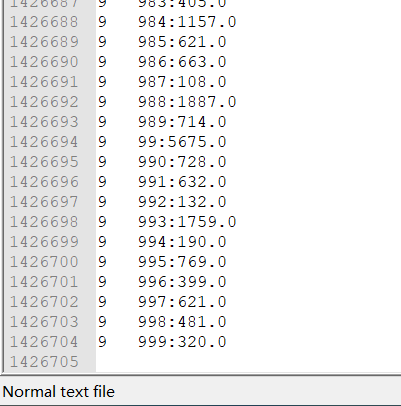 1426687 9 983:405.0
1426688 9 984:1157.0
1426689 9 985:621.0
1426690 9 986:663.0
1426691 9 987:108.0
1426692 9 988:1887.0
1426693 9 989:714.0
1426694 9 99:5675.0
1426695 9 990:728.0
1426696 9 991:632.0
1426697 9 992:132.0
1426698 9 993:1759.0
1426699 9 994:190.0
1426700 9 995:769.0
1426701 9 996:399.0
1426702 9 997:621.0
1426703 9 998:481.0
1426704 9 999:320.0
1426705
Normal text file